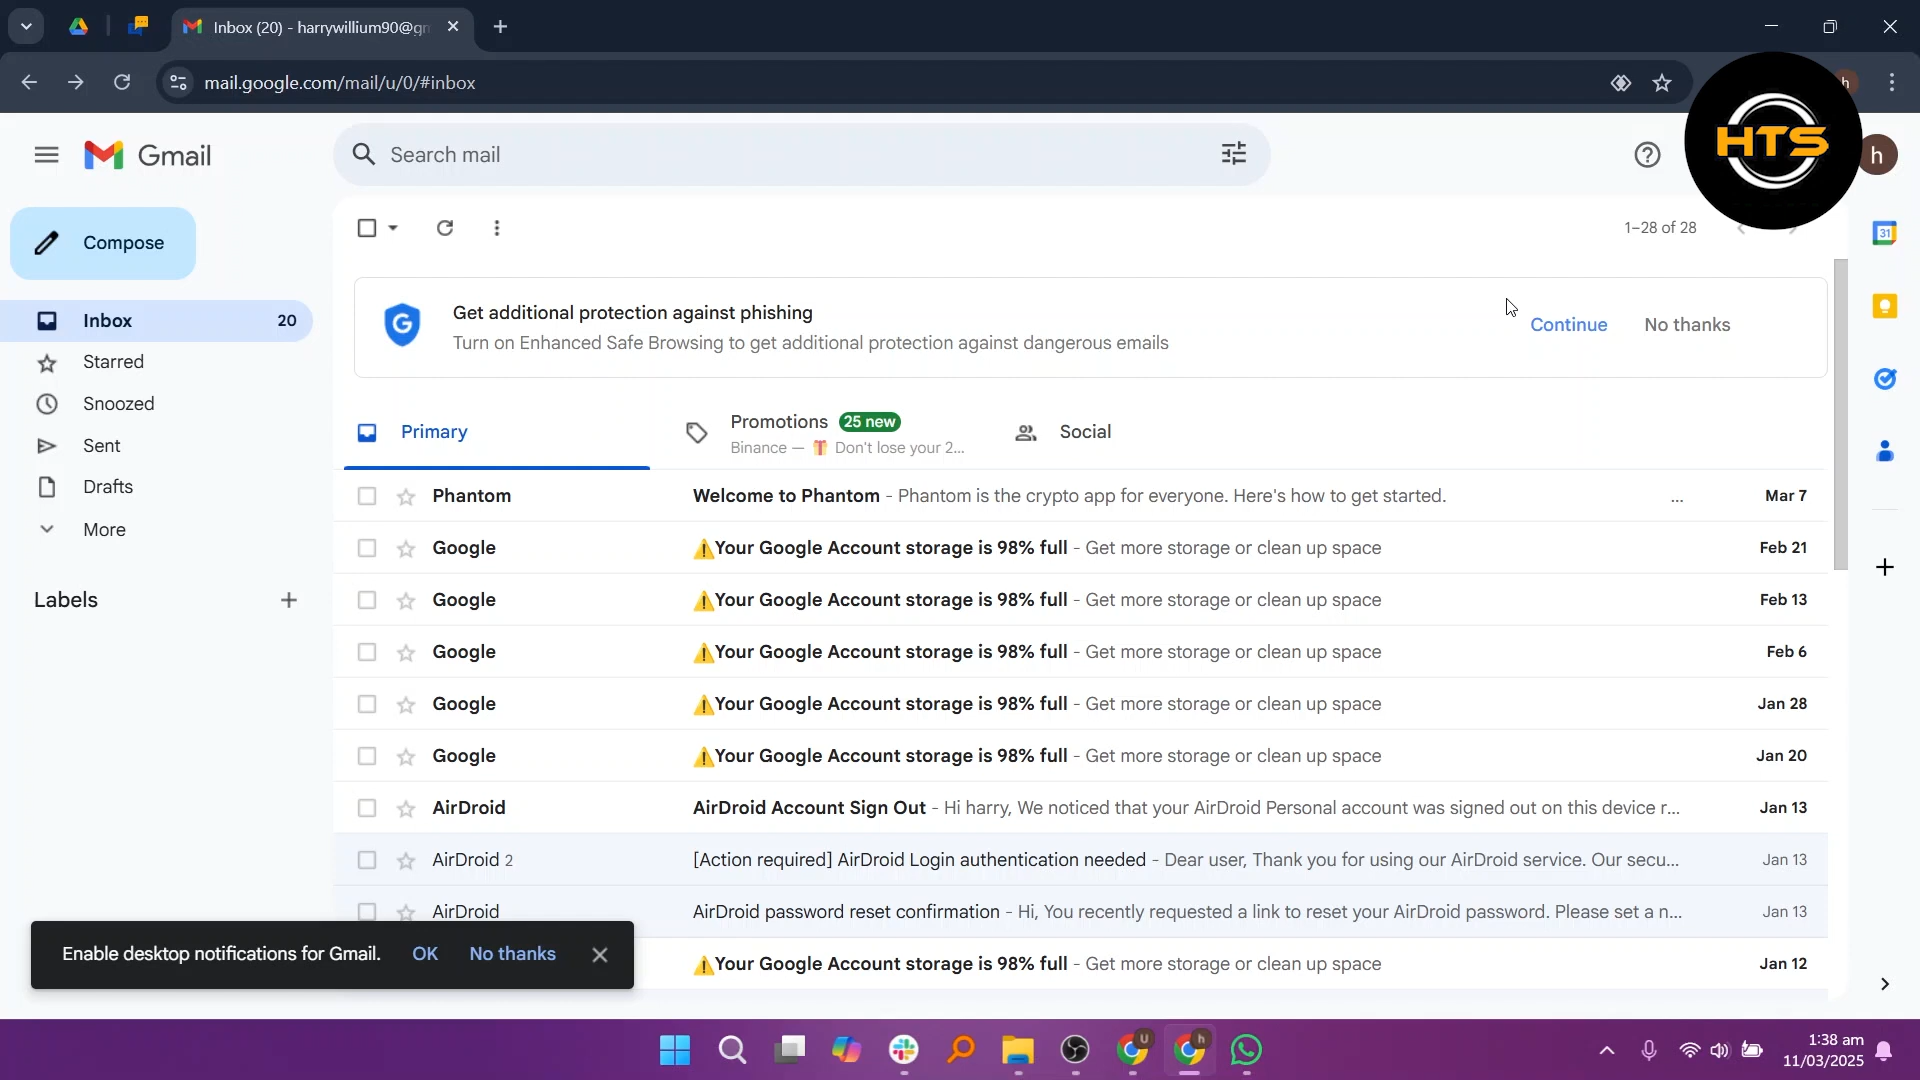 Inbox (20) - harrywillium90@gm
mail.google.com/mail/u/0/#inbox
h
Gmail
Search mail
HTS
h
Compose
1–28 of 28
31
Inbox 20
Starred
Snoozed
Sent
Drafts
More
Labels
G
Get additional protection against phishing
Turn on Enhanced Safe Browsing to get additional protection against dangerous emails
Continue No thanks
Primary
Promotions 25 new
Binance — 🎁 Don't lose your 2...
Social
Phantom Welcome to Phantom - Phantom is the crypto app for everyone. Here's how to get started. ... Mar 7
Google ⚠️Your Google Account storage is 98% full - Get more storage or clean up space Feb 21
Google ⚠️Your Google Account storage is 98% full - Get more storage or clean up space Feb 13
Google ⚠️Your Google Account storage is 98% full - Get more storage or clean up space Feb 6
Google ⚠️Your Google Account storage is 98% full - Get more storage or clean up space Jan 28
Google ⚠️Your Google Account storage is 98% full - Get more storage or clean up space Jan 20
AirDroid AirDroid Account Sign Out - Hi harry, We noticed that your AirDroid Personal account was signed out on this device r... Jan 13
AirDroid 2 [Action required] AirDroid Login authentication needed - Dear user, Thank you for using our AirDroid service. Our secu... Jan 13
AirDroid AirDroid password reset confirmation - Hi, You recently requested a link to reset your AirDroid password. Please set a n... Jan 13
⚠️Your Google Account storage is 98% full - Get more storage or clean up space Jan 12
Enable desktop notifications for Gmail. OK No thanks
U
h
1:38 am
11/03/2025